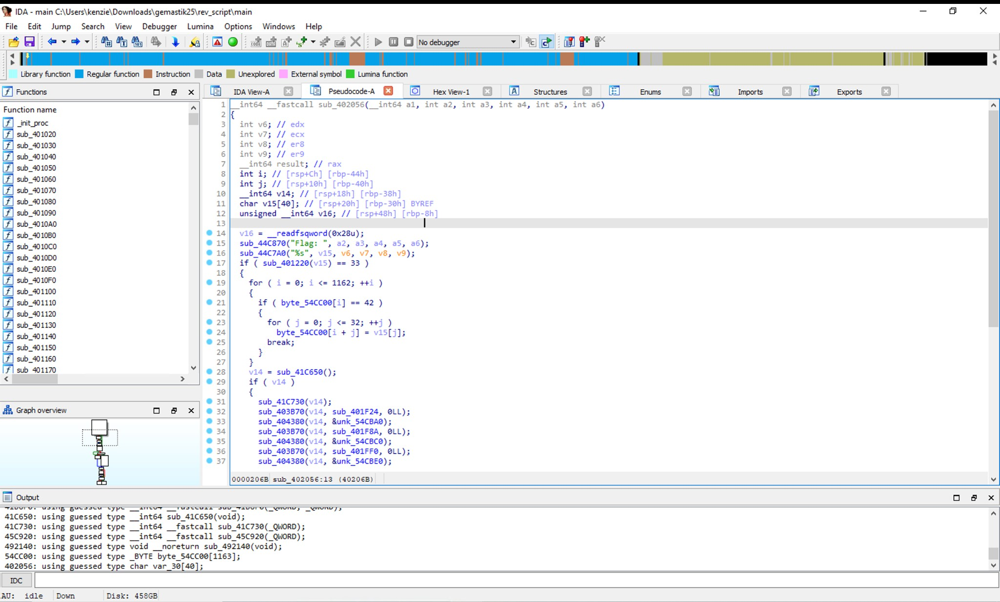 IDA - main C:\Users\kenzie\Downloads\gemastik25\rev_script\main
File Edit Jump Search View Debugger Lumina Options Windows Help
No debugger
Library function Regular function Instruction Data Unexplored External symbol Lumina function
Functions
Function name
_init_proc
sub_401020
sub_401030
sub_401040
sub_401050
sub_401060
sub_401070
sub_401080
sub_401090
sub_4010A0
sub_4010B0
sub_4010C0
sub_4010D0
sub_4010E0
sub_4010F0
sub_401100
sub_401110
sub_401120
sub_401130
sub_401140
sub_401150
sub_401160
sub_401170
Graph overview
IDA View-A Pseudocode-A Hex View-1 Structures Enums Imports Exports
1 __int64 __fastcall sub_402056(__int64 a1, int a2, int a3, int a4, int a5, int a6)
2 {
3 int v6; // edx
4 int v7; // ecx
5 int v8; // er8
6 int v9; // er9
7 __int64 result; // rax
8 int i; // [rsp+Ch] [rbp-44h]
9 int j; // [rsp+10h] [rbp-40h]
10 __int64 v14; // [rsp+18h] [rbp-38h]
11 char v15[40]; // [rsp+20h] [rbp-30h] BYREF
12 unsigned __int64 v16; // [rsp+48h] [rbp-8h]
13
14 v16 = __readfsqword(0x28u);
15 sub_44C870("Flag: ", a2, a3, a4, a5, a6);
16 sub_44C7A0("%s", v15, v6, v7, v8, v9);
17 if ( sub_401220(v15) == 33 )
18 {
19 for ( i = 0; i <= 1162; ++i )
20 {
21 if ( byte_54CC00[i] == 42 )
22 {
23 for ( j = 0; j <= 32; ++j )
24 byte_54CC00[i + j] = v15[j];
25 break;
26 }
27 }
28 v14 = sub_41C650();
29 if ( v14 )
30 {
31 sub_41C730(v14);
32 sub_403B70(v14, sub_401F24, 0LL);
33 sub_404380(v14, &unk_54CBA0);
34 sub_403B70(v14, sub_401F8A, 0LL);
35 sub_404380(v14, &unk_54CBC0);
36 sub_403B70(v14, sub_401FF0, 0LL);
37 sub_404380(v14, &unk_54CBE0);
0000206B sub_402056:13 (40206B)
Output
41C650: using guessed type __int64 sub_41C650(void);
41C730: using guessed type __int64 __fastcall sub_41C730(_QWORD);
45C920: using guessed type __int64 __fastcall sub_45C920(_QWORD);
492140: using guessed type void __noreturn sub_492140(void);
54CC00: using guessed type _BYTE byte_54CC00[1163];
402056: using guessed type char var_30[40];
IDC
AU: idle Down Disk: 458GB